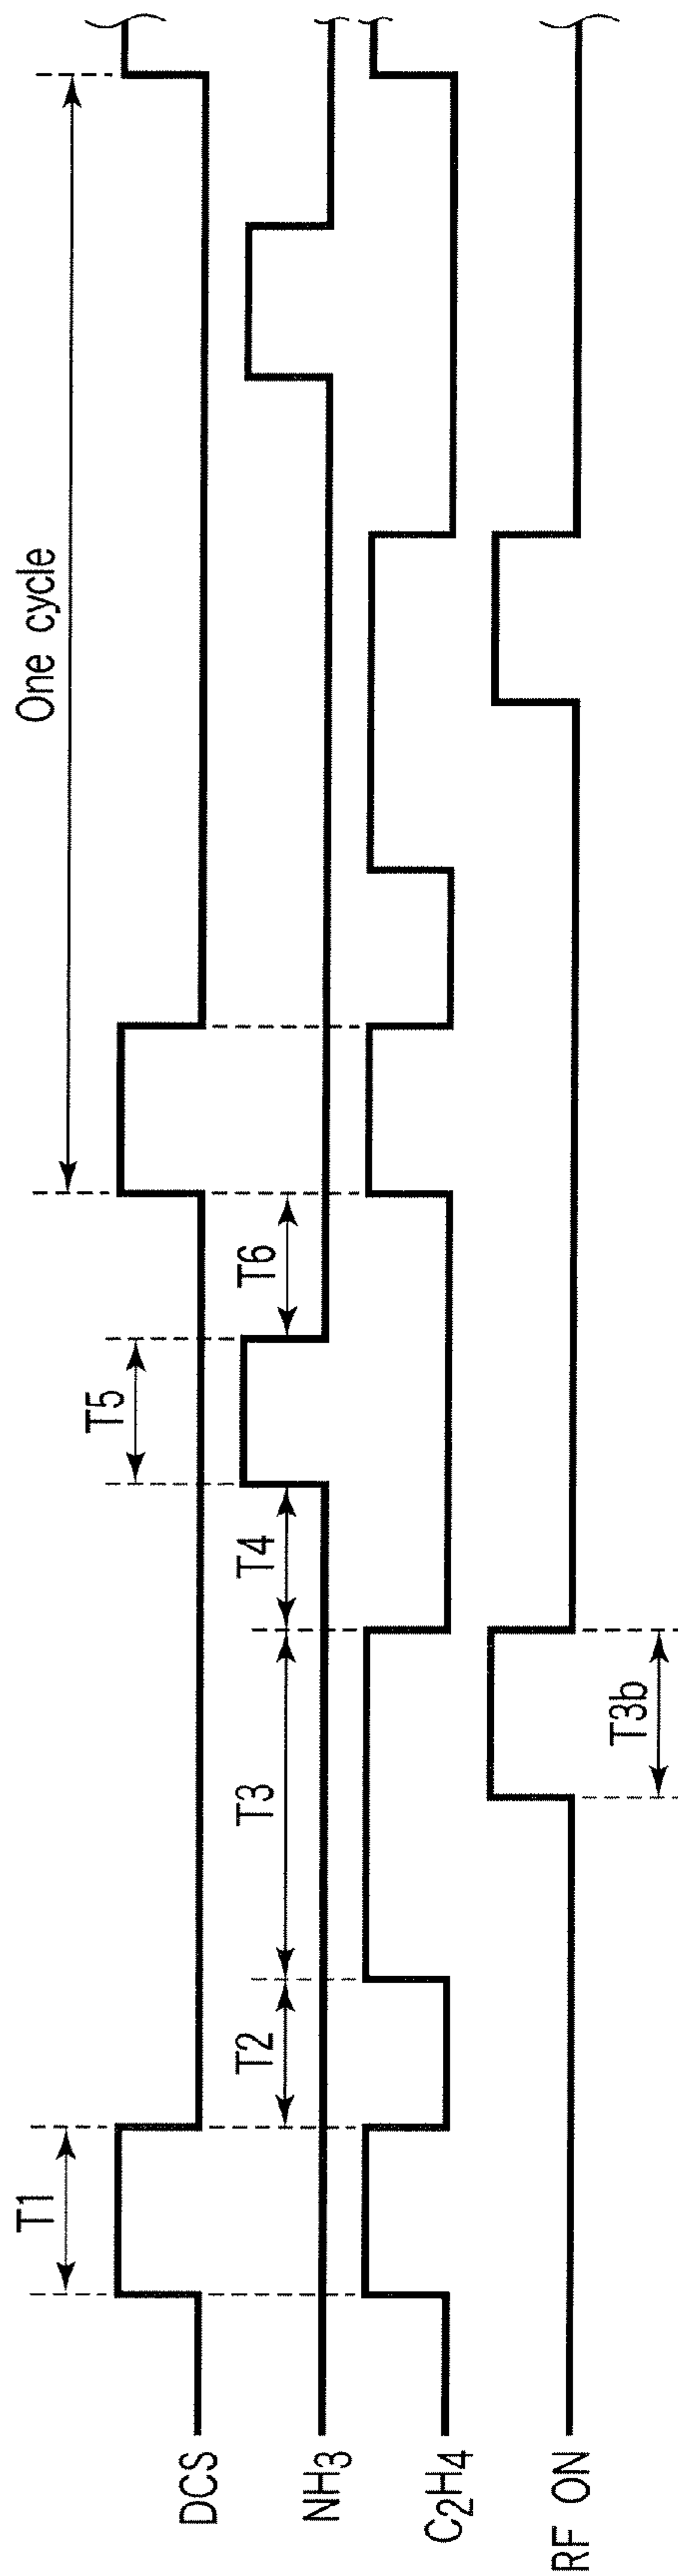 One cycle
T1
T5
T2
T3
T4
T6
T3b
DCS
NH3
C2H4
RF ON